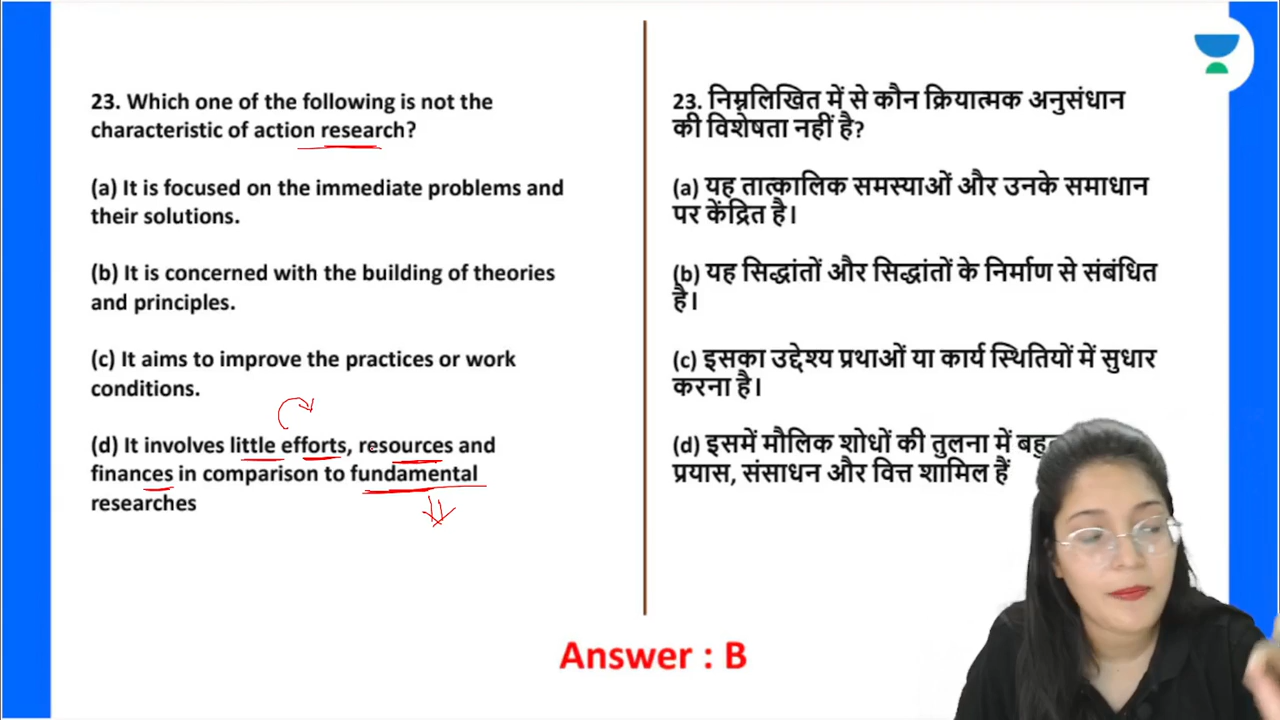 23. Which one of the following is not the
characteristic of action research?
(a) It is focused on the immediate problems and
their solutions.
(b) It is concerned with the building of theories
and principles.
(c) It aims to improve the practices or work
conditions.
(d) It involves little efforts, resources and
finances in comparison to fundamental
researches
23. निम्नलिखित में से कौन क्रियात्मक अनुसंधान
की विशेषता नहीं है?
(a) यह तात्कालिक समस्याओं और उनके समाधान
पर केंद्रित है।
(b) यह सिद्धांतों और सिद्धांतों के निर्माण से संबंधित
है।
(c) इसका उद्देश्य प्रथाओं या कार्य स्थितियों में सुधार
करना है।
(d) इसमें मौलिक शोधों की तुलना में
प्रयास, संसाधन और वित्त शामिल हैं
Answer : B